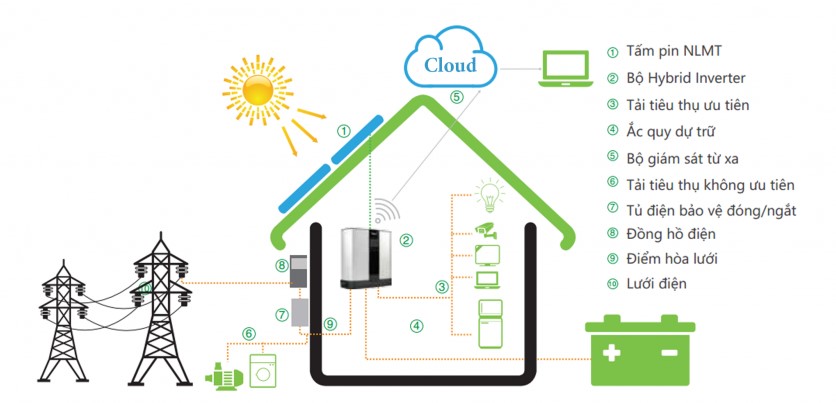 Cloud
① Tấm pin NLMT
② Bộ Hybrid Inverter
③ Tải tiêu thụ ưu tiên
④ Ắc quy dự trữ
⑤ Bộ giám sát từ xa
⑥ Tải tiêu thụ không ưu tiên
⑦ Tủ điện bảo vệ đóng/ngắt
⑧ Đồng hồ điện
⑨ Điểm hòa lưới
⑩ Lưới điện
⑤
①
②
⑧
③
⑦
⑨
④
⑥
+ −